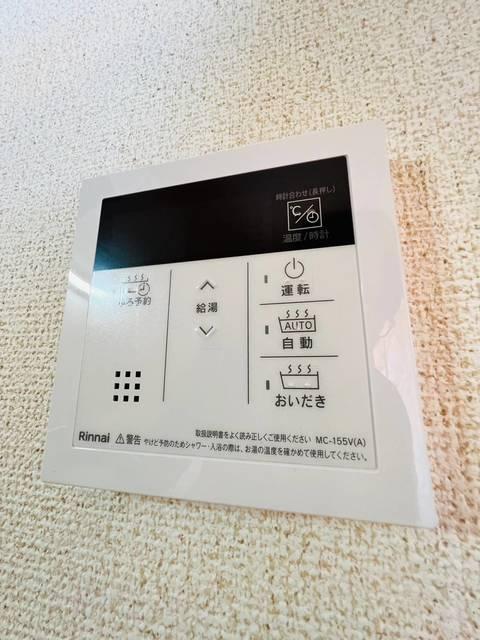 時計合わせ(長押し)
℃/
温度/時計
ふろ予約
給湯
運転
AUTO
自動
おいだき
取扱説明書をよく読み正しくご使用ください MC-155V(A)
Rinnai ⚠警告 やけど予防のためシャワー・入浴の際は、お湯の温度を確かめて使用してください。